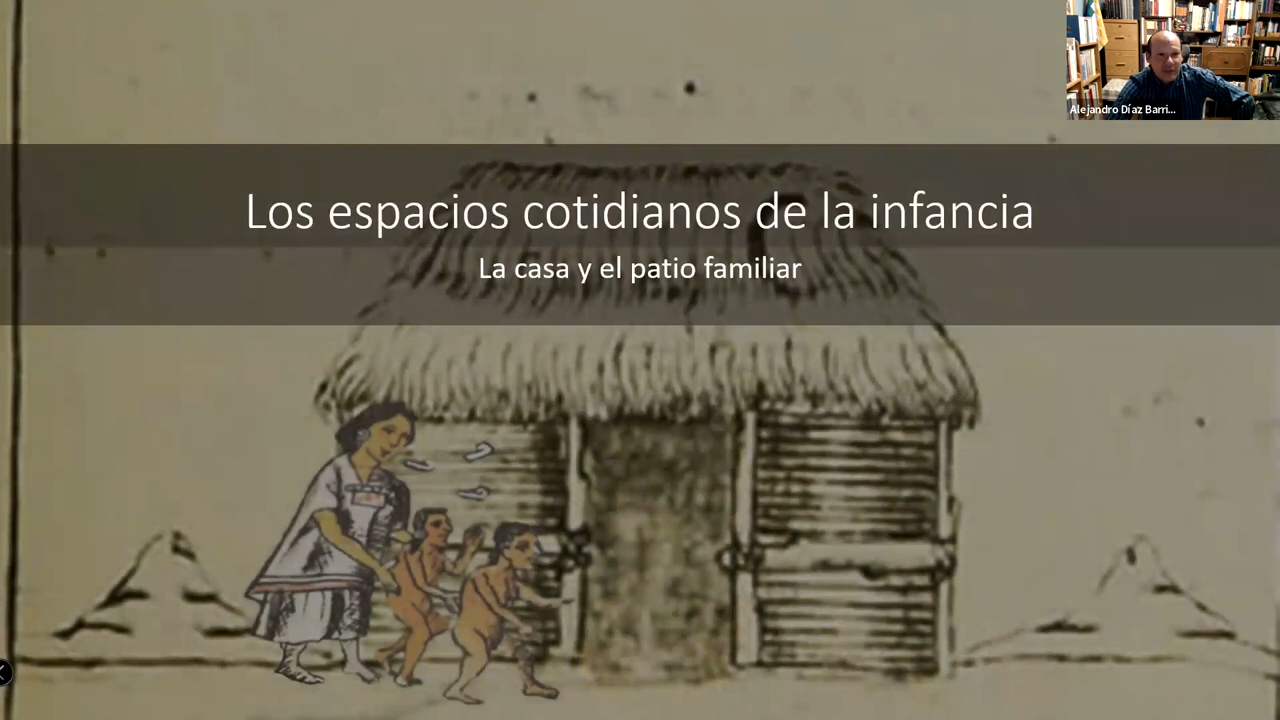 Alejandro Díaz Barri...
Los espacios cotidianos de la infancia
La casa y el patio familiar